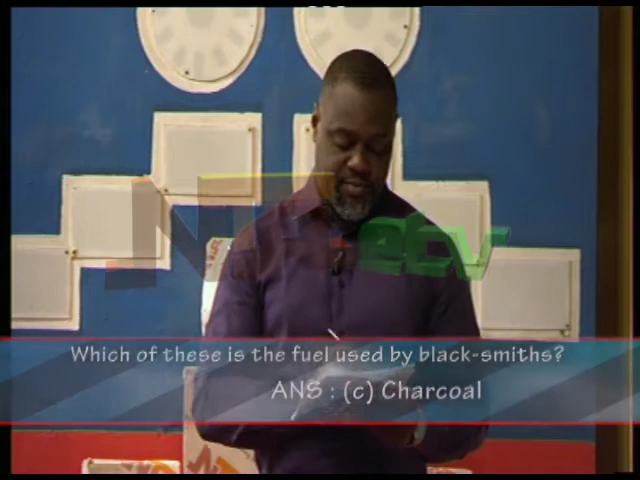 Which of these is the fuel used by black-smiths?
ANS : (c) Charcoal